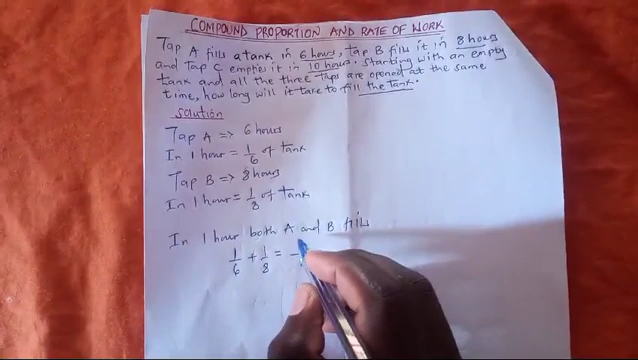 COMPOUND PROPORTION AND RATE OF WORK
Tap A fills a tank in 6 hours, Tap B fills it in 8 hours
and Tap C empties it in 10 hours. Starting with an empty
tank and all the three Taps are opened at the same
time, how long will it take to fill the Tank.
Solution
Tap A => 6 hours
In 1 hour = 1/6 of Tank
Tap B => 8 hours
In 1 hour = 1/8 of Tank
In 1 hour both A and B fills
1/6 + 1/8 =